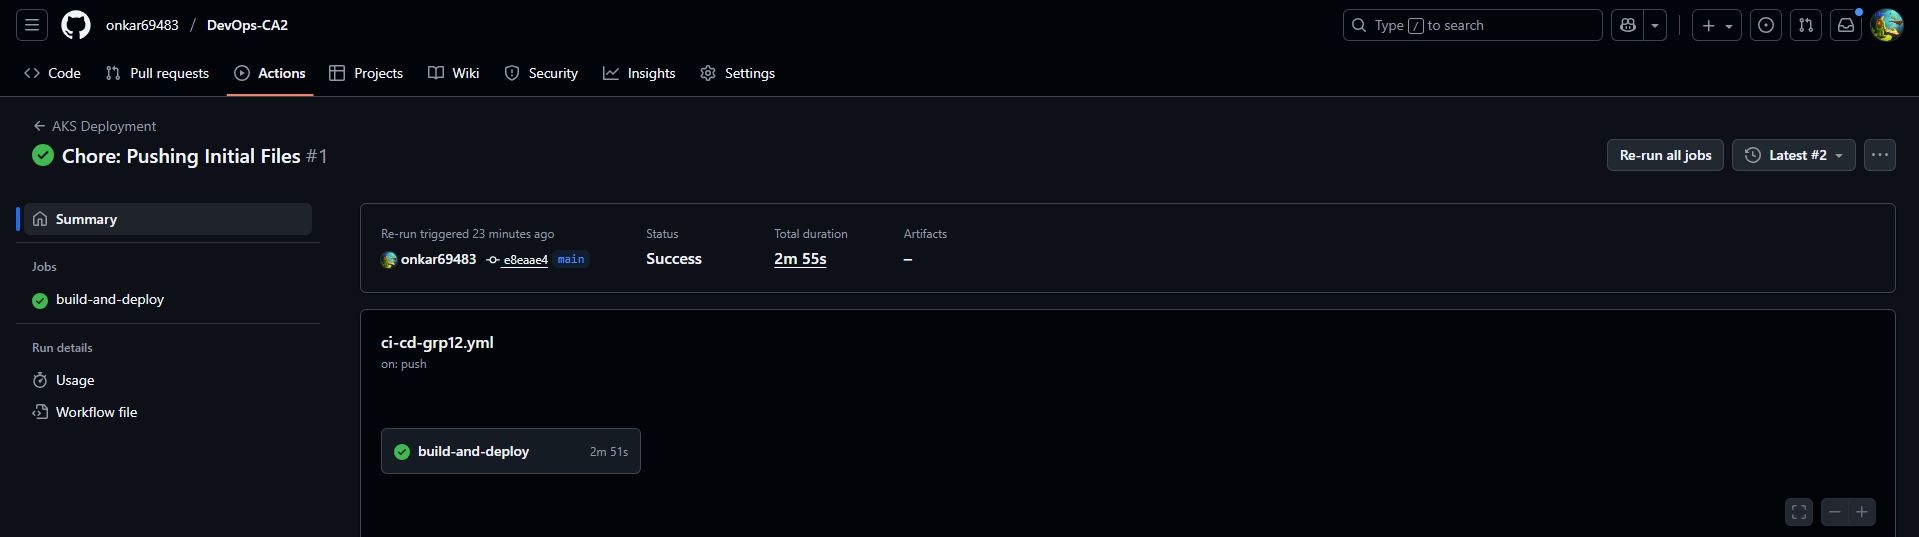 onkar69483 / DevOps-CA2
Type / to search
Code Pull requests Actions Projects Wiki Security Insights Settings
← AKS Deployment
Chore: Pushing Initial Files #1
Re-run all jobs Latest #2 ...
Summary
Jobs
build-and-deploy
Run details
Usage
Workflow file
Re-run triggered 23 minutes ago Status Total duration Artifacts
onkar69483 e8eaae4 main Success 2m 55s –
ci-cd-grp12.yml
on: push
build-and-deploy 2m 51s